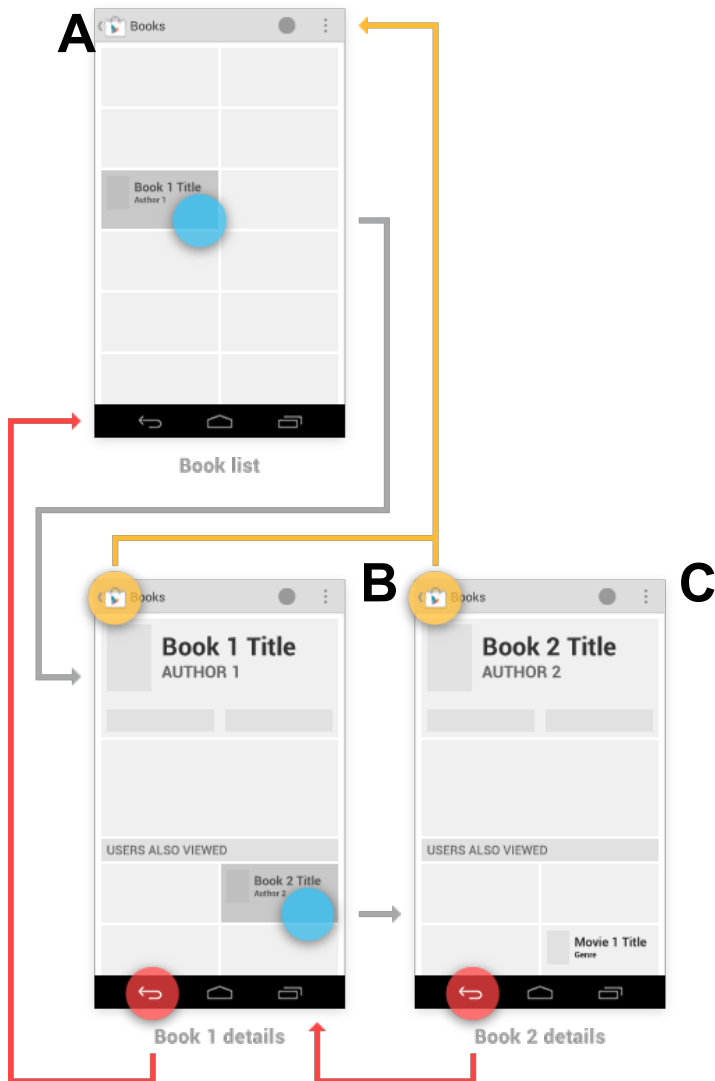 A
Books
Book 1 Title
Author 1
Book list
B
C
Books
Book 1 Title
AUTHOR 1
USERS ALSO VIEWED
Book 2 Title
Author 2
Book 1 details
Books
Book 2 Title
AUTHOR 2
USERS ALSO VIEWED
Movie 1 Title
Genre
Book 2 details